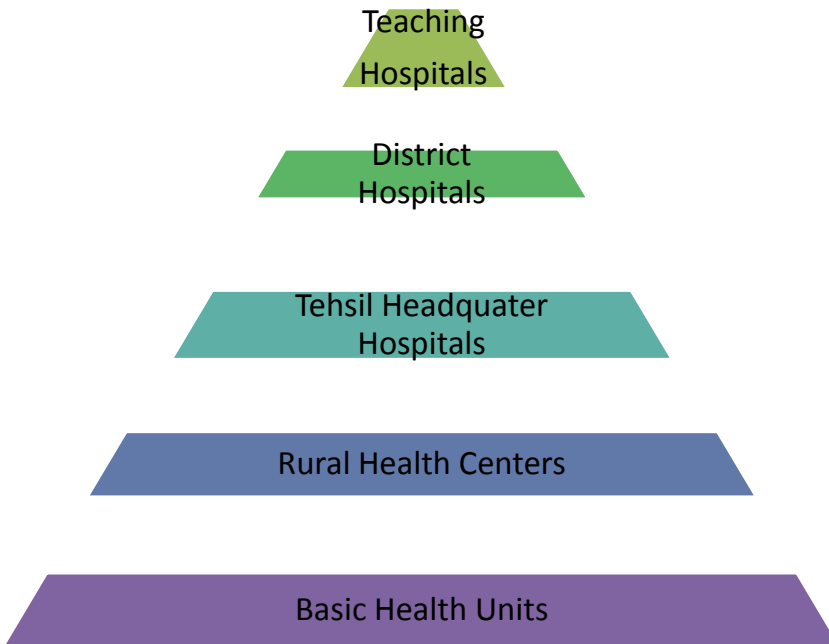 Teaching
Hospitals
District
Hospitals
Tehsil Headquater
Hospitals
Rural Health Centers
Basic Health Units